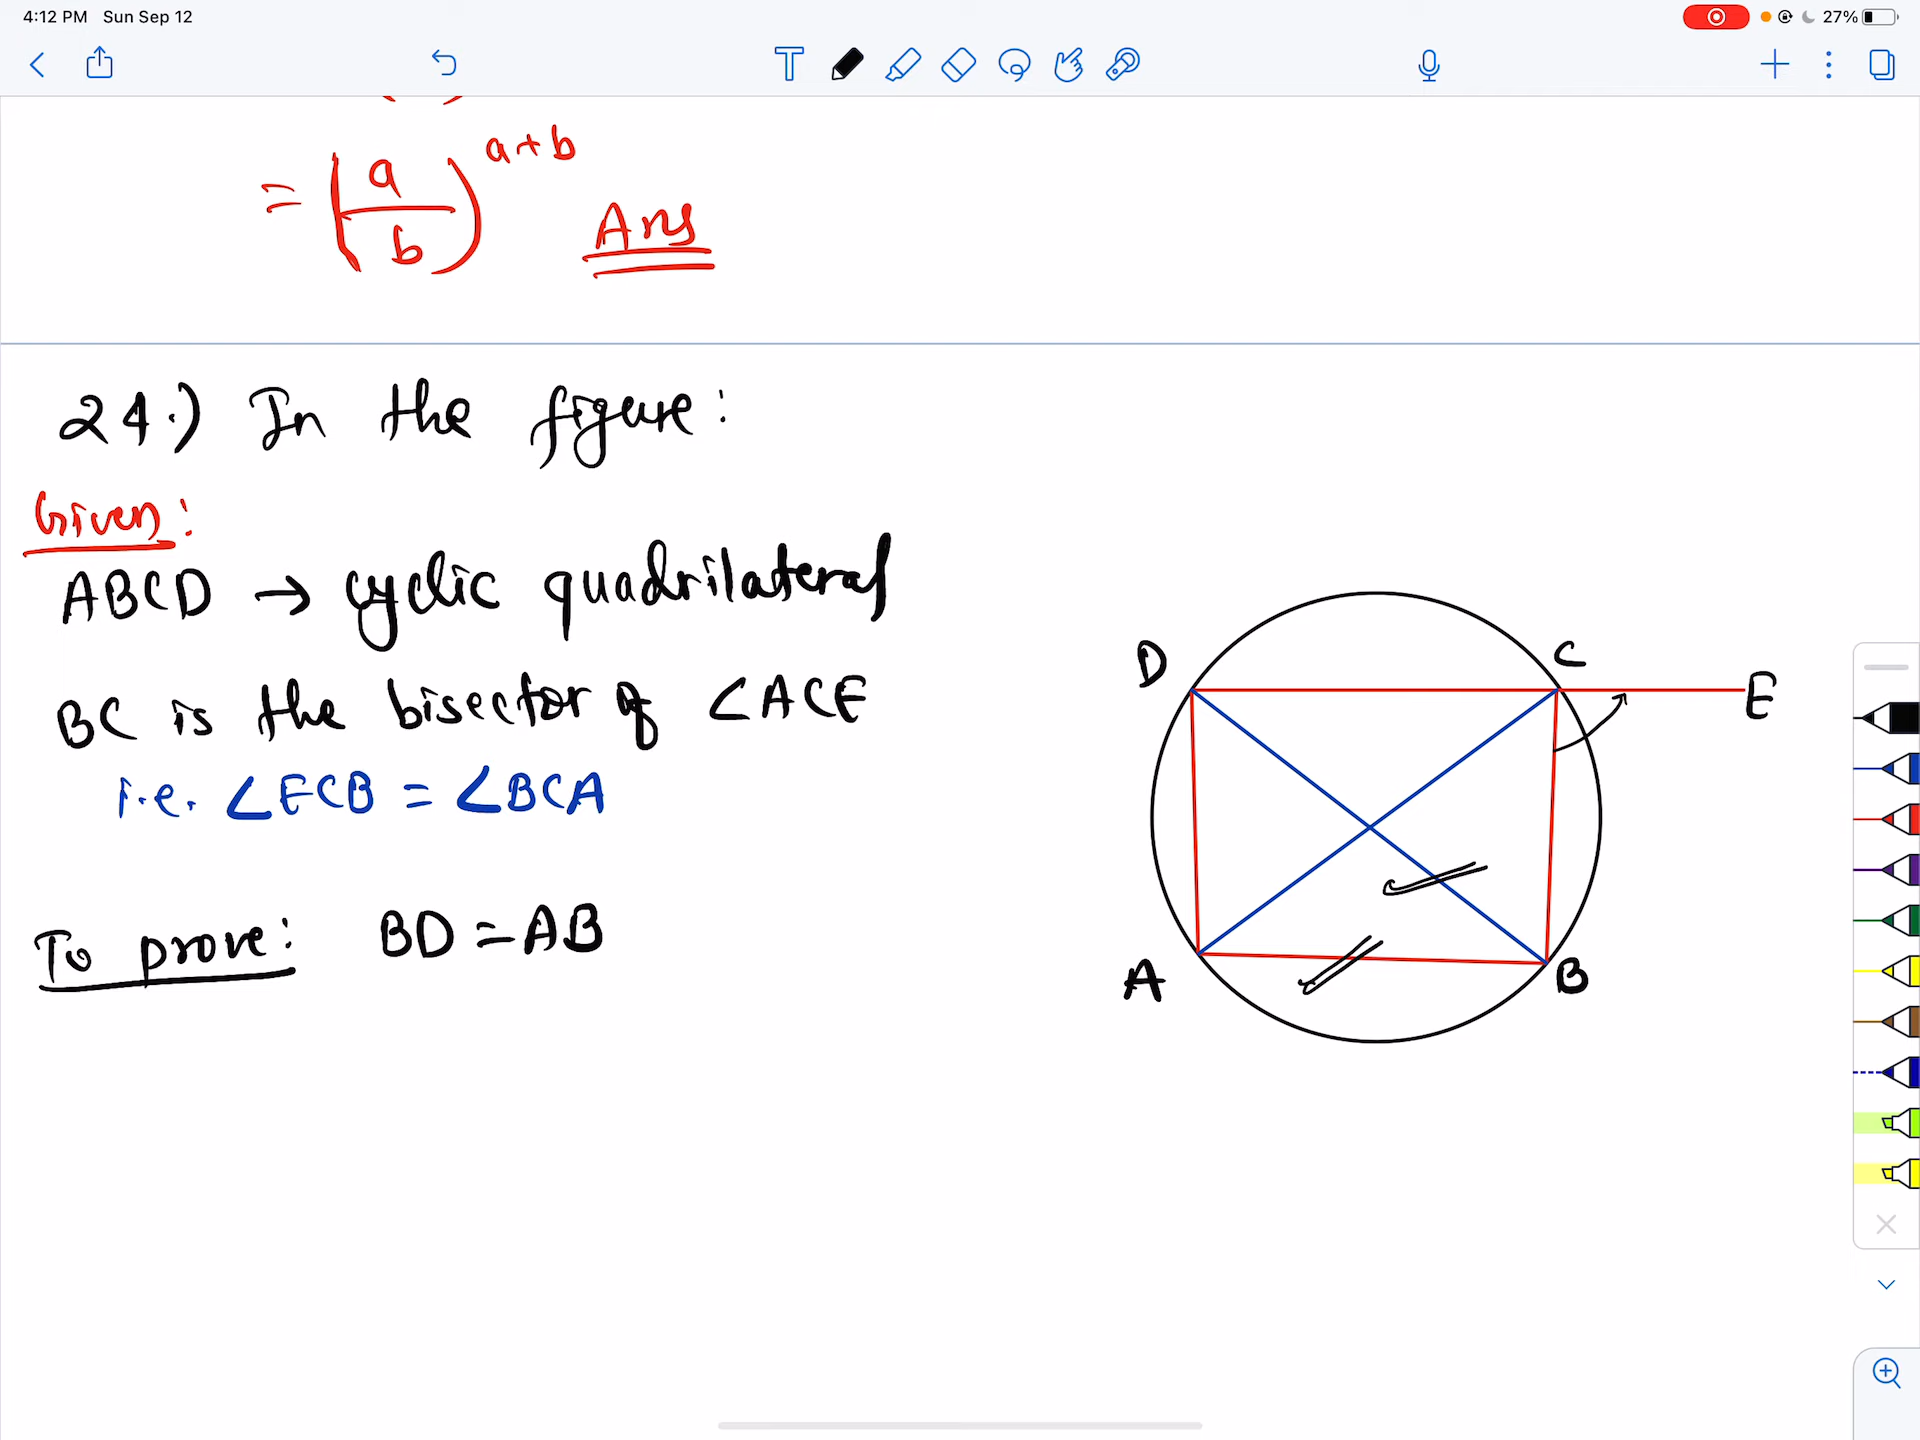 4:12 PM Sun Sep 12
27%
= (a/b)^(a+b) Ans
24.) In the figure:
Given:
ABCD → cyclic quadrilateral
BC is the bisector of ∠ACE
i.e. ∠ECB = ∠BCA
To prove: BD = AB
D
C
E
A
B